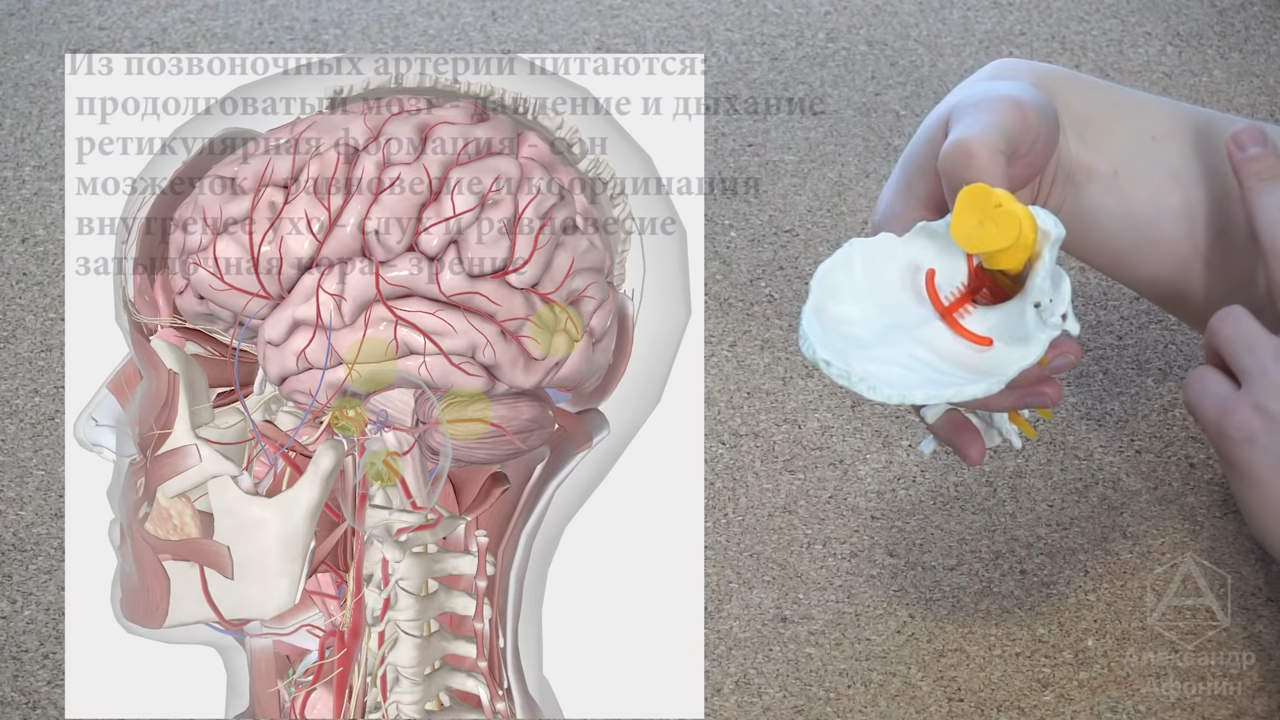 Из позвоночных артерий питаются:
продолговатый мозг - давление и дыхание
ретикулярная формация - сон
мозжечок - равновесие и координация
внутренее ухо - слух и равновесие
затылочная кора - зрение
Александр
Афонин